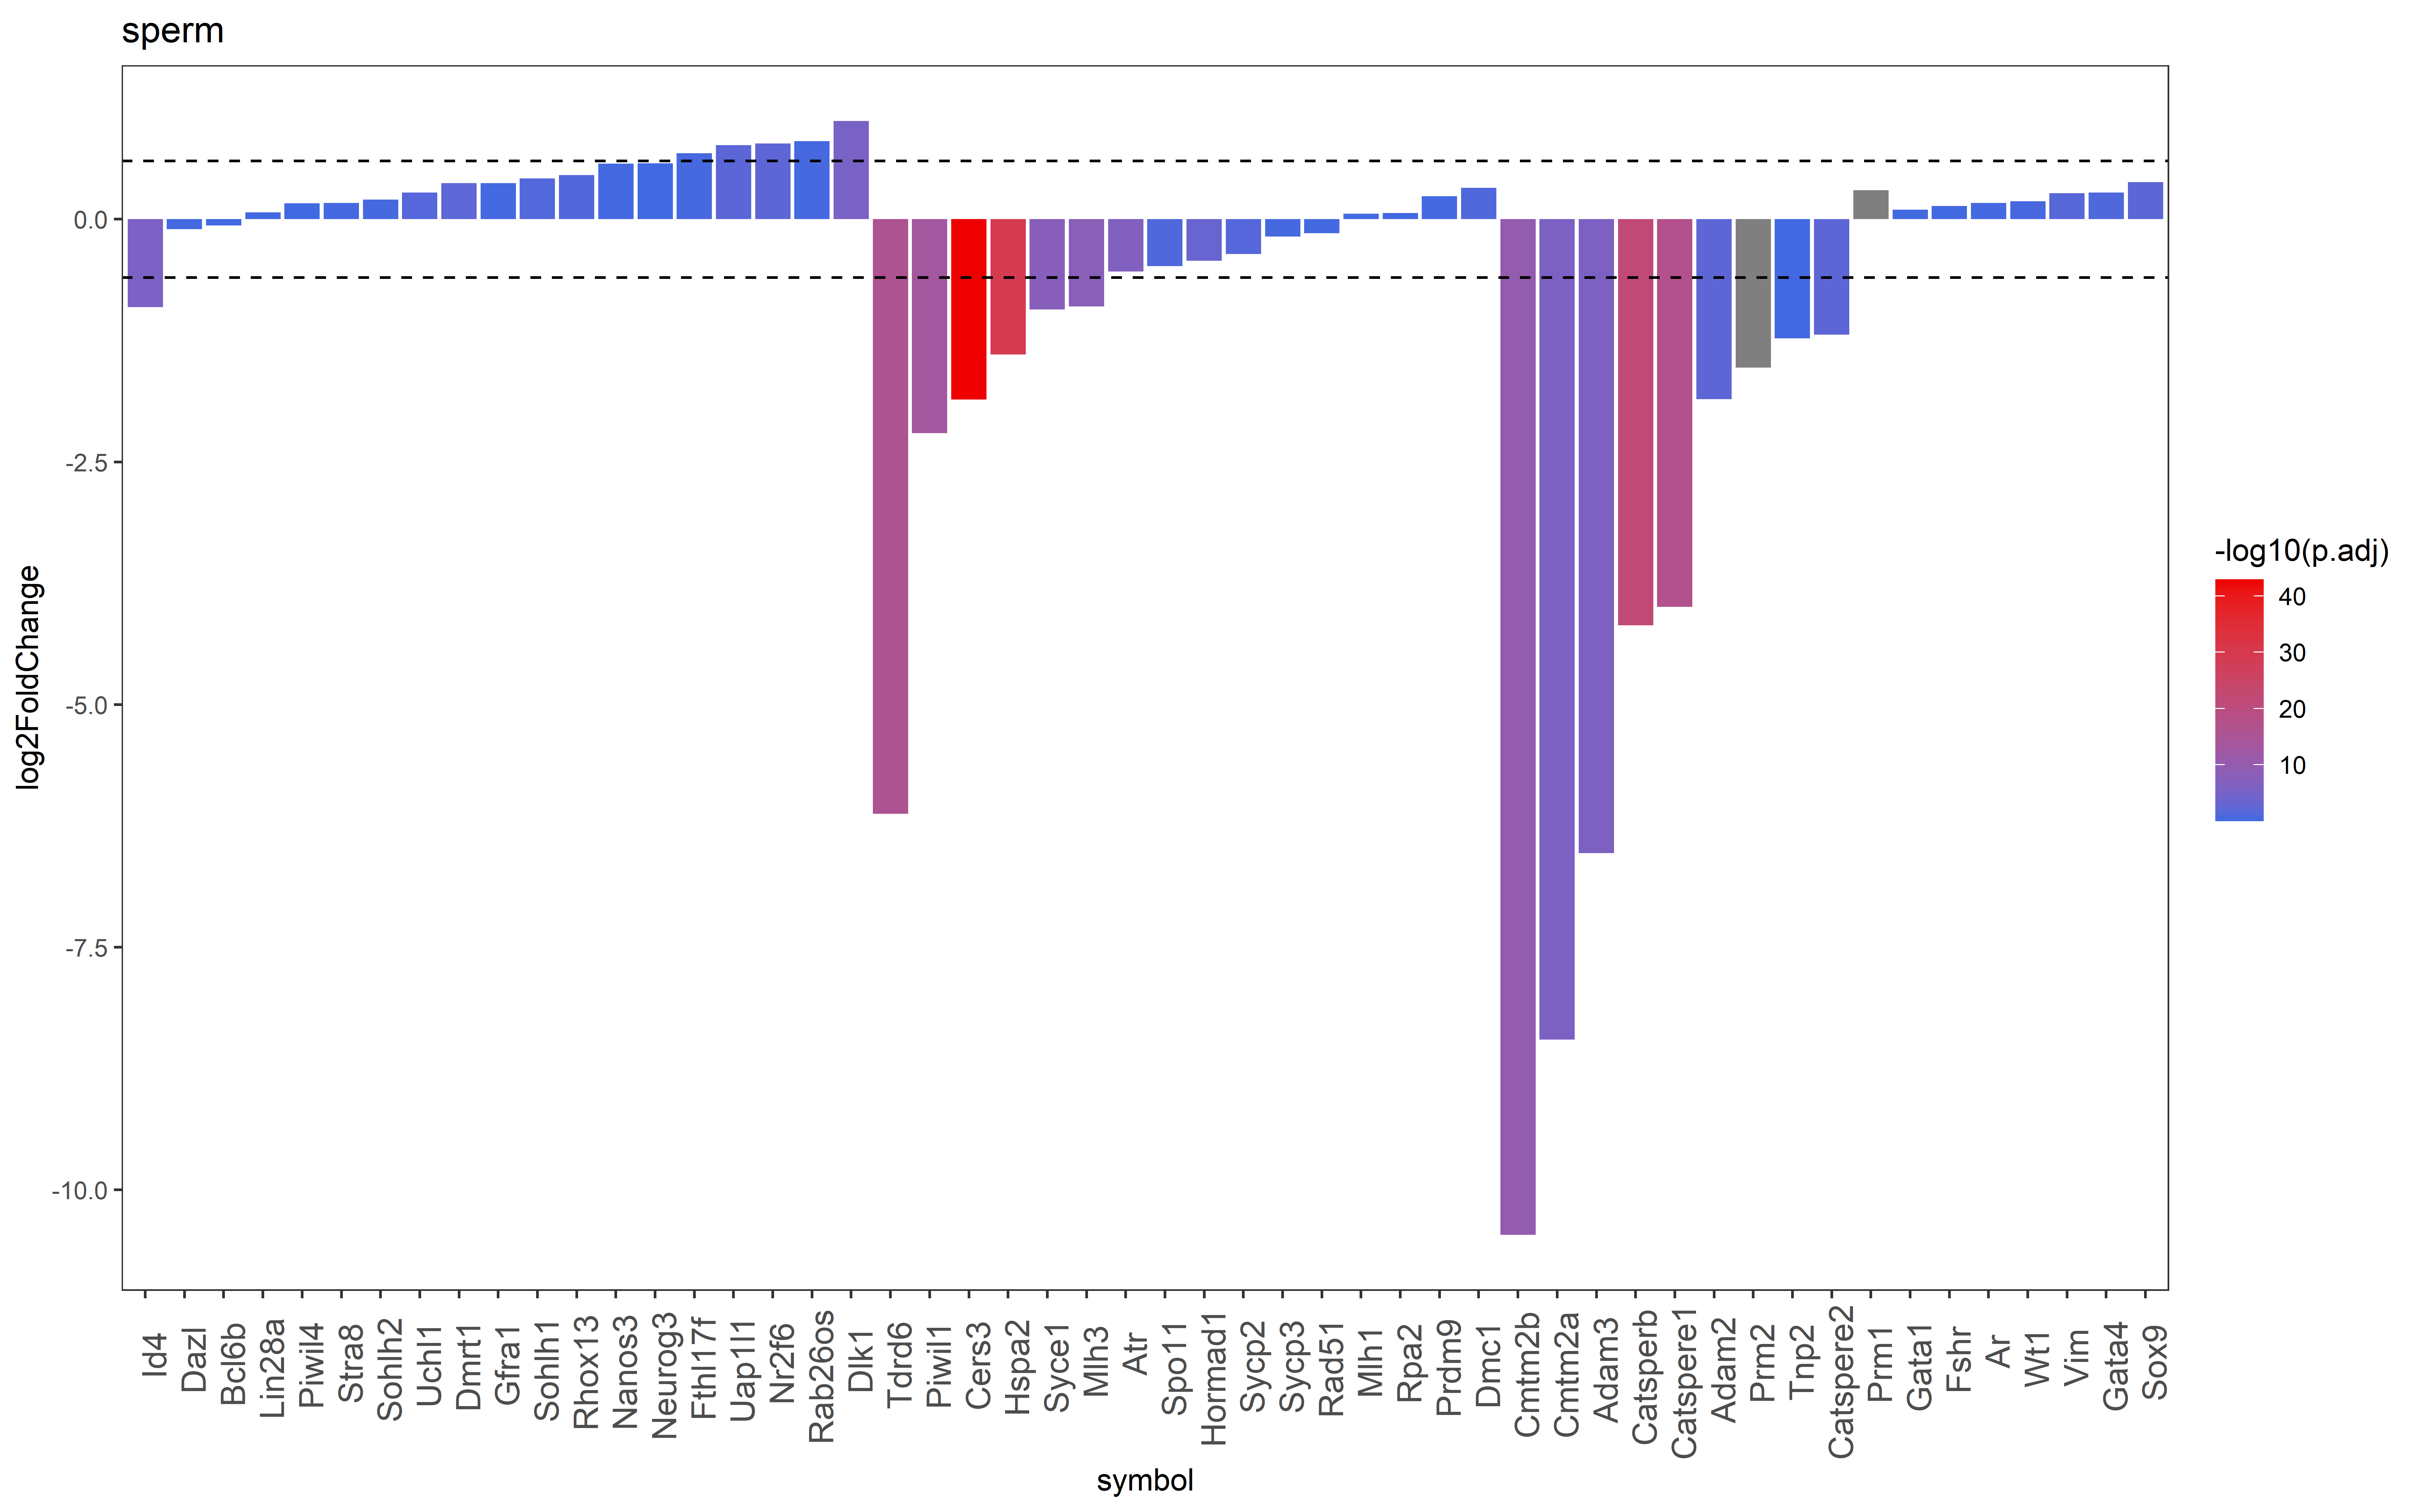 sperm
log2FoldChange
0.0
-2.5
-5.0
-7.5
-10.0
Id4
Dazl
Bcl6b
Lin28a
Piwil4
Stra8
Sohlh2
Uchl1
Dmrt1
Gfra1
Sohlh1
Rhox13
Nanos3
Neurog3
Fthl17f
Uap1l1
Nr2f6
Rab26os
Dlk1
Tdrd6
Piwil1
Cers3
Hspa2
Syce1
Mlh3
Atr
Spo11
Hormad1
Sycp2
Sycp3
Rad51
Mlh1
Rpa2
Prdm9
Dmc1
Cmtm2b
Cmtm2a
Adam3
Catsperb
Catspere1
Adam2
Prm2
Tnp2
Catspere2
Prm1
Gata1
Fshr
Ar
Wt1
Vim
Gata4
Sox9
symbol
-log10(p.adj)
40
30
20
10